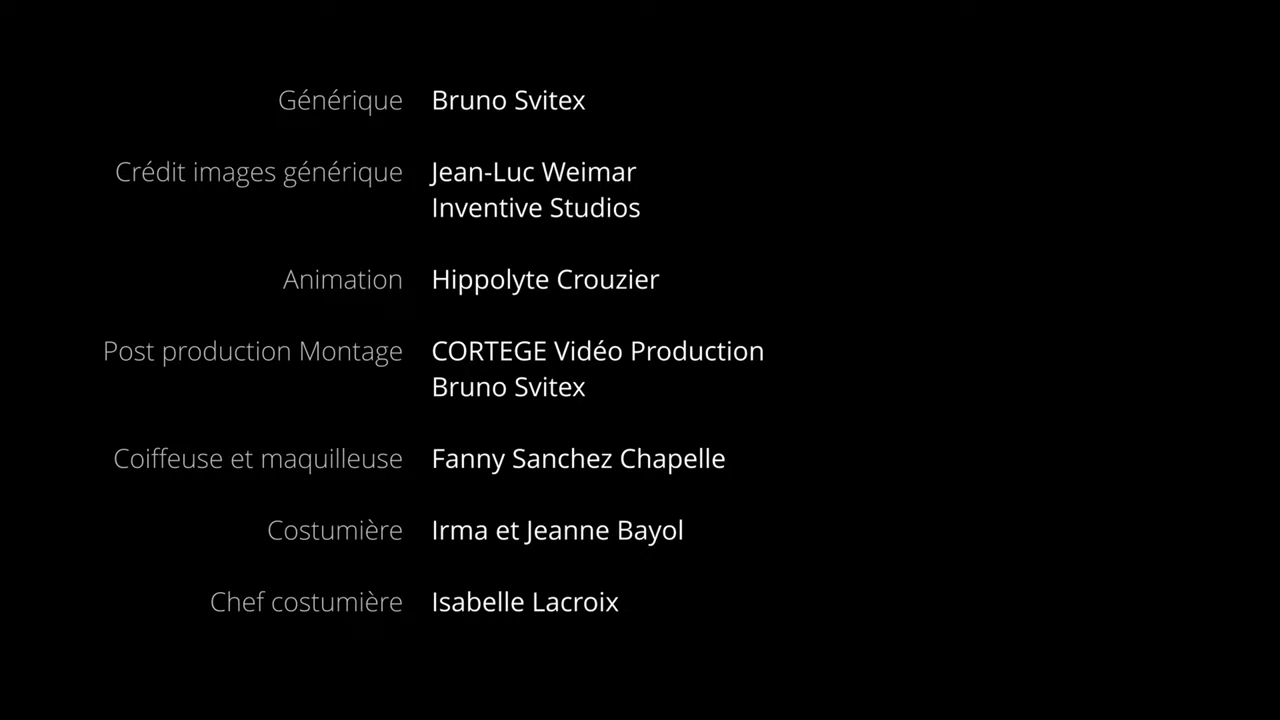 Générique Bruno Svitex
Crédit images générique Jean-Luc Weimar
Inventive Studios
Animation Hippolyte Crouzier
Post production Montage CORTEGE Vidéo Production
Bruno Svitex
Coiffeuse et maquilleuse Fanny Sanchez Chapelle
Costumière Irma et Jeanne Bayol
Chef costumière Isabelle Lacroix